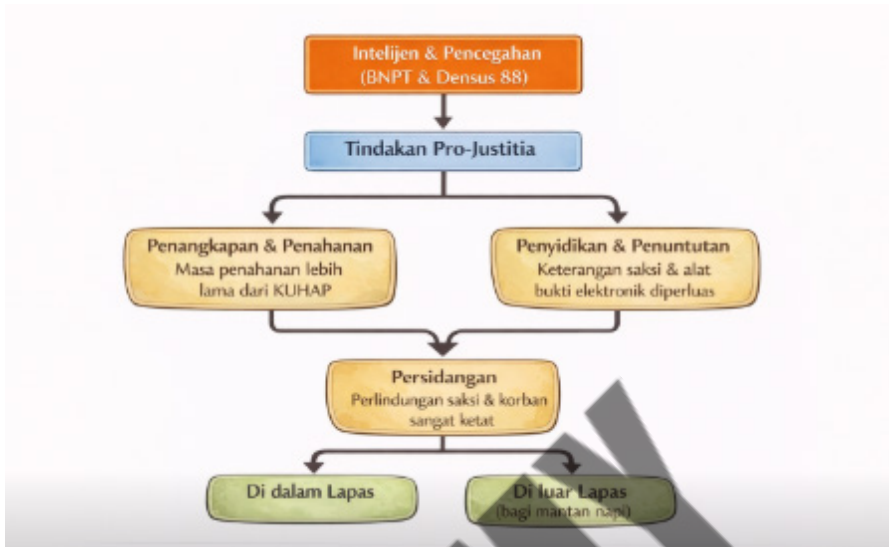 Intelijen & Pencegahan
(BNPT & Densus 88)
Tindakan Pro-Justitia
Penangkapan & Penahanan
Masa penahanan lebih
lama dari KUHAP
Penyidikan & Penuntutan
Keterangan saksi & alat
bukti elektronik diperluas
Persidangan
Perlindungan saksi & korban
sangat ketat
Di dalam Lapas
Di luar Lapas
(bagi mantan napi)